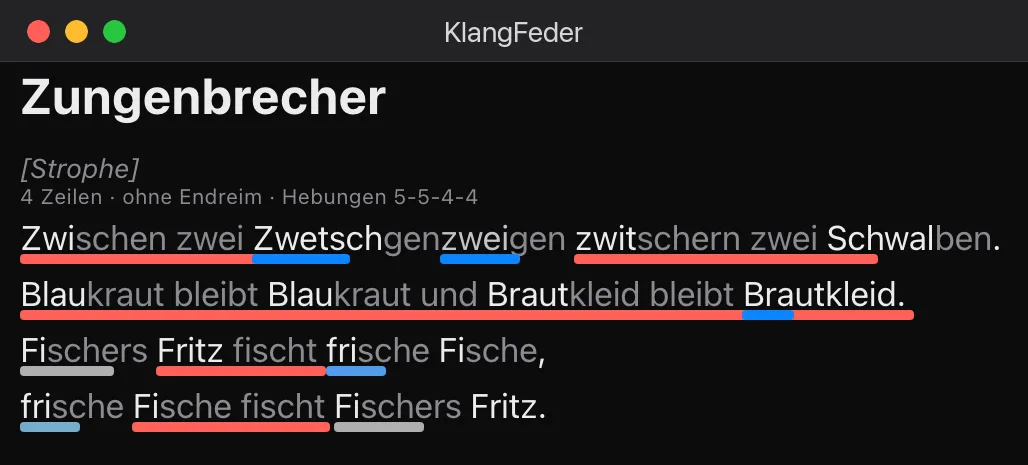 KlangFeder
Zungenbrecher
[Strophe]
4 Zeilen · ohne Endreim · Hebungen 5-5-4-4
Zwischen zwei Zwetschgenzweigen zwitschern zwei Schwalben.
Blaukraut bleibt Blaukraut und Brautkleid bleibt Brautkleid.
Fischers Fritz fischt frische Fische,
frische Fische fischt Fischers Fritz.